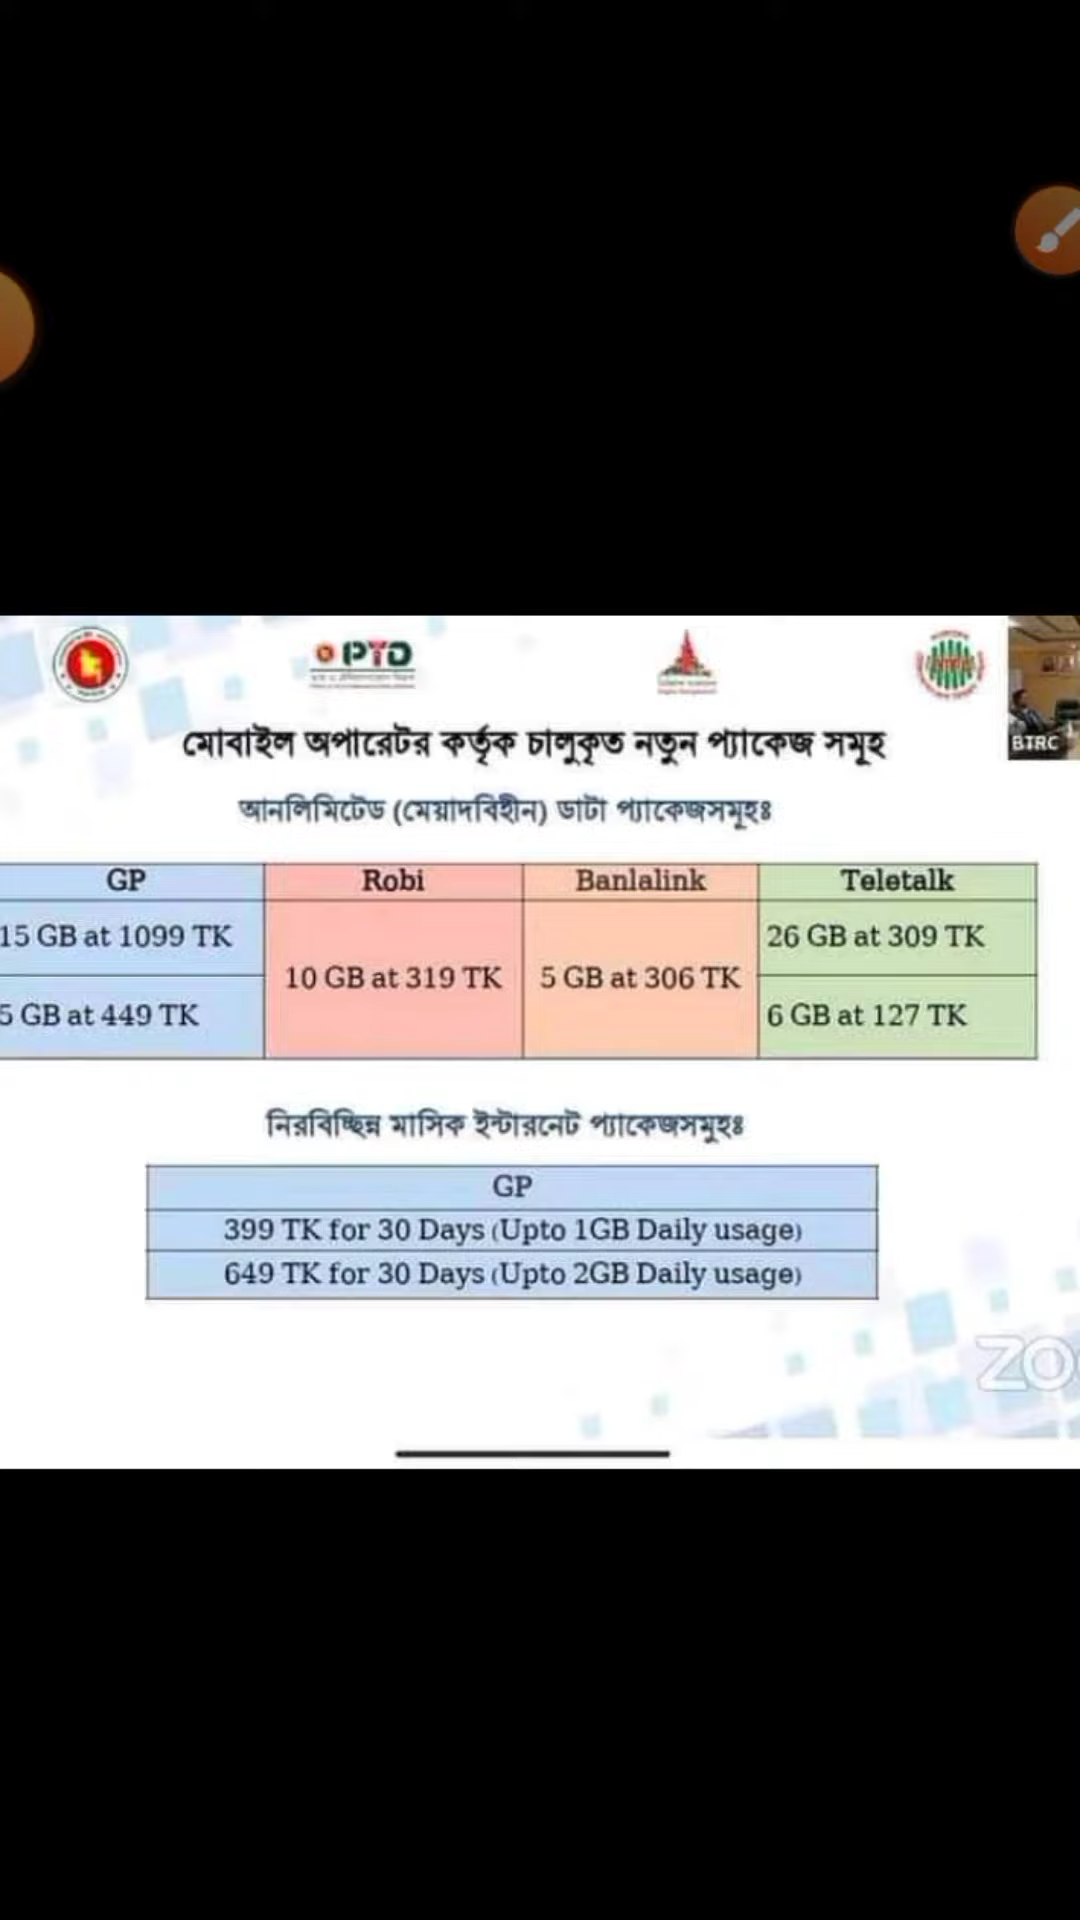 PTD
BTRC
মোবাইল অপারেটর কর্তৃক চালুকৃত নতুন প্যাকেজ সমূহ
আনলিমিটেড (মেয়াদবিহীন) ডাটা প্যাকেজসমূহঃ
GP Robi Banlalink Teletalk
15 GB at 1099 TK 26 GB at 309 TK
10 GB at 319 TK 5 GB at 306 TK
5 GB at 449 TK 6 GB at 127 TK
নিরবিচ্ছিন্ন মাসিক ইন্টারনেট প্যাকেজসমুহঃ
GP
399 TK for 30 Days (Upto 1GB Daily usage)
649 TK for 30 Days (Upto 2GB Daily usage)